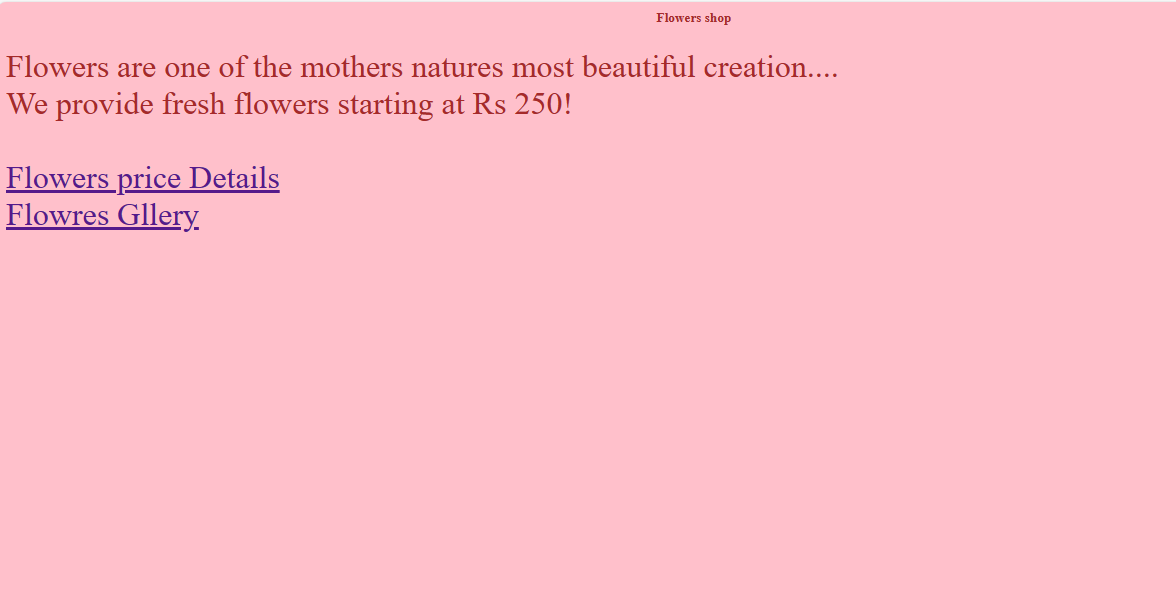 Flowers shop
Flowers are one of the mothers natures most beautiful creation....
We provide fresh flowers starting at Rs 250!
Flowers price Details
Flowres Gllery